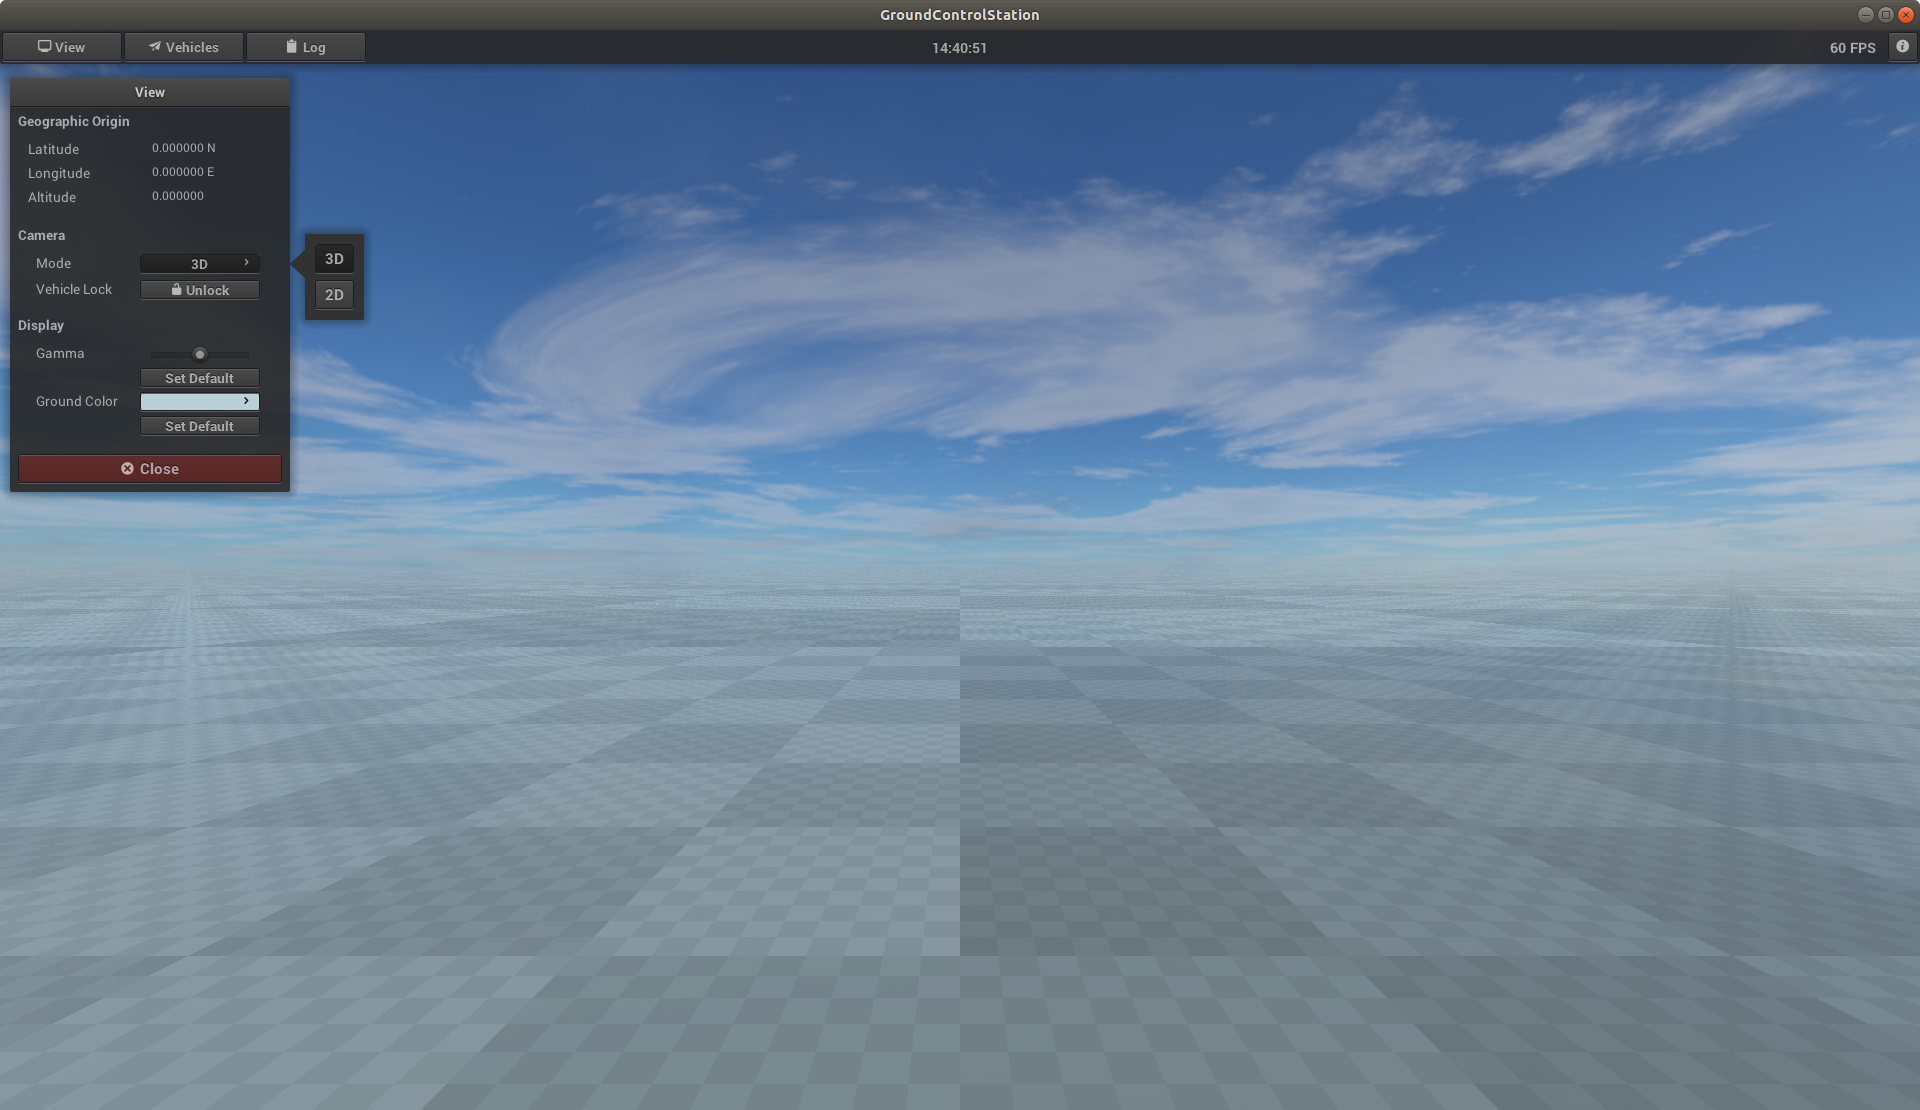 GroundControlStation
View
Vehicles
Log
14:40:51
60 FPS
View
Geographic Origin
Latitude 0.000000 N
Longitude 0.000000 E
Altitude 0.000000
Camera
Mode 3D
Vehicle Lock Unlock
3D
2D
Display
Gamma
Set Default
Ground Color
Set Default
Close